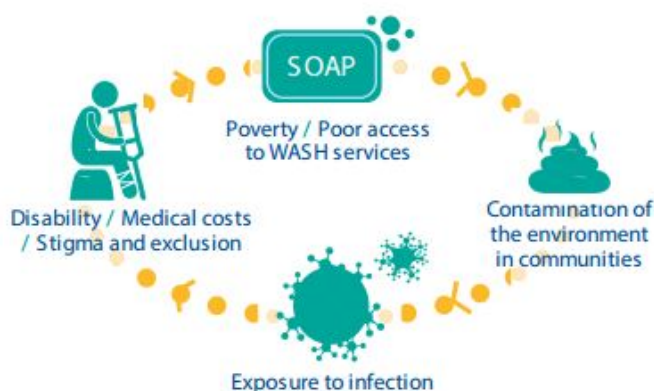 SOAP
Poverty / Poor access
to WASH services
Disability / Medical costs
/ Stigma and exclusion
Contamination of
the environment
in communities
Exposure to infection